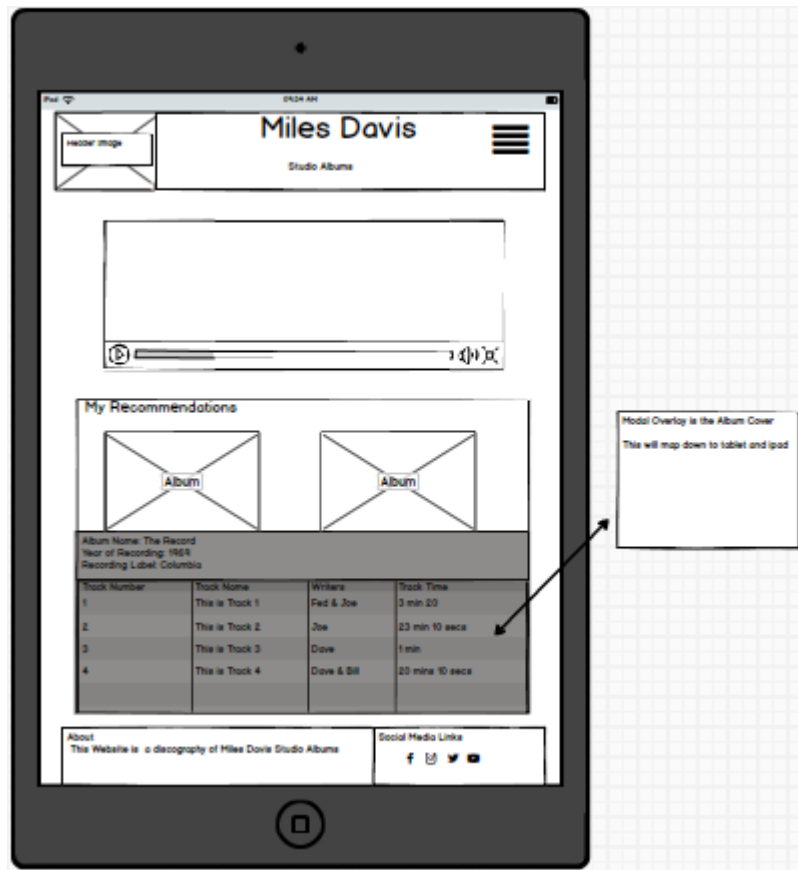 iPad 09:34 AM
Header Image
Miles Davis
Studio Albums
My Recommendations
Album Album
Album Name: The Record
Year of Recording: 1969
Recording Label: Columbia
Track Number Track Name Writers Track Time
1 This is Track 1 Fed & Joe 3 min 20
2 This is Track 2 Joe 23 min 10 secs
3 This is Track 3 Dave 1 min
4 This is Track 4 Dave & Bill 20 mins 10 secs
Modal Overlay is the Album Cover
This will map down to tablet and ipad
About
This Website is a discography of Miles Davis Studio Albums
Social Media Links